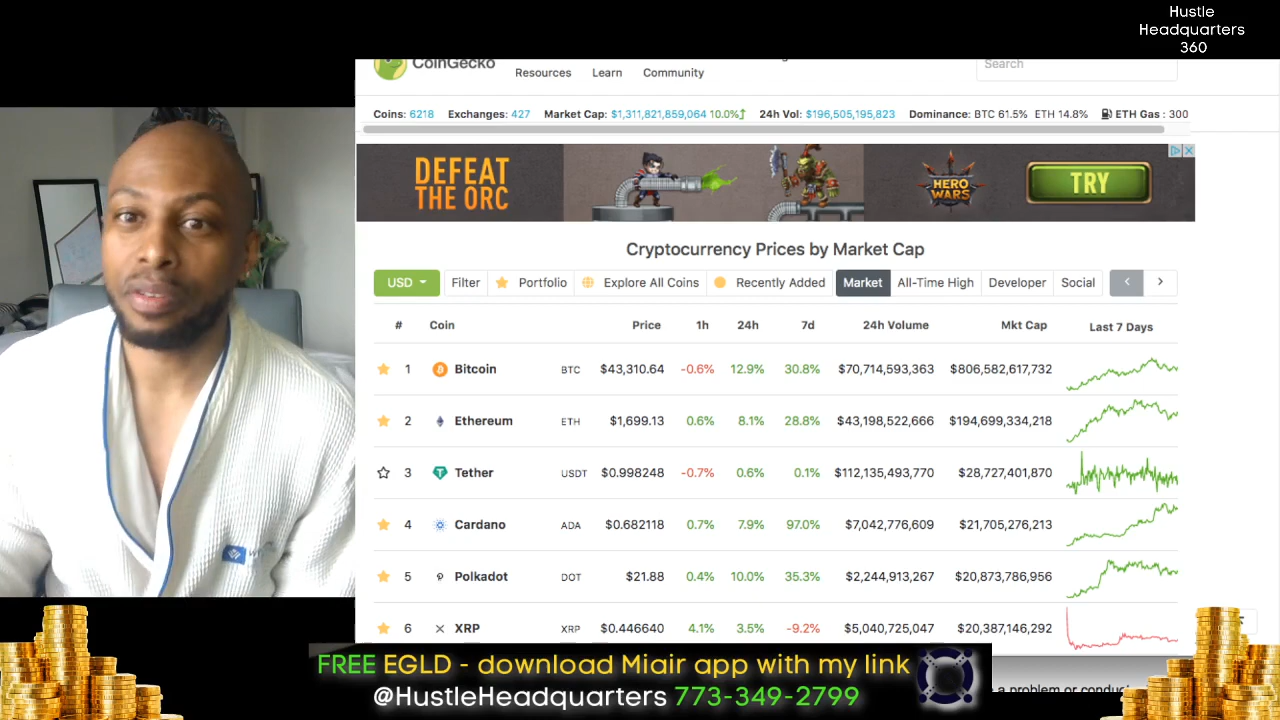 Hustle
Headquarters
360
CoinGecko
Resources Learn Community
Search
Coins: 6218 Exchanges: 427 Market Cap: $1,311,821,859,064 10.0% 24h Vol: $196,505,195,823 Dominance: BTC 61.5% ETH 14.8% ETH Gas: 300
DEFEAT
THE ORC
HERO
WARS
TRY
Cryptocurrency Prices by Market Cap
USD Filter Portfolio Explore All Coins Recently Added Market All-Time High Developer Social
# Coin Price 1h 24h 7d 24h Volume Mkt Cap Last 7 Days
1 Bitcoin BTC $43,310.64 -0.6% 12.9% 30.8% $70,714,593,363 $806,582,617,732
2 Ethereum ETH $1,699.13 0.6% 8.1% 28.8% $43,198,522,666 $194,699,334,218
3 Tether USDT $0.998248 -0.7% 0.6% 0.1% $112,135,493,770 $28,727,401,870
4 Cardano ADA $0.682118 0.7% 7.9% 97.0% $7,042,776,609 $21,705,276,213
5 Polkadot DOT $21.88 0.4% 10.0% 35.3% $2,244,913,267 $20,873,786,956
6 XRP XRP $0.446640 4.1% 3.5% -9.2% $5,040,725,047 $20,387,146,292
FREE EGLD - download Miair app with my link
@HustleHeadquarters 773-349-2799
a problem or